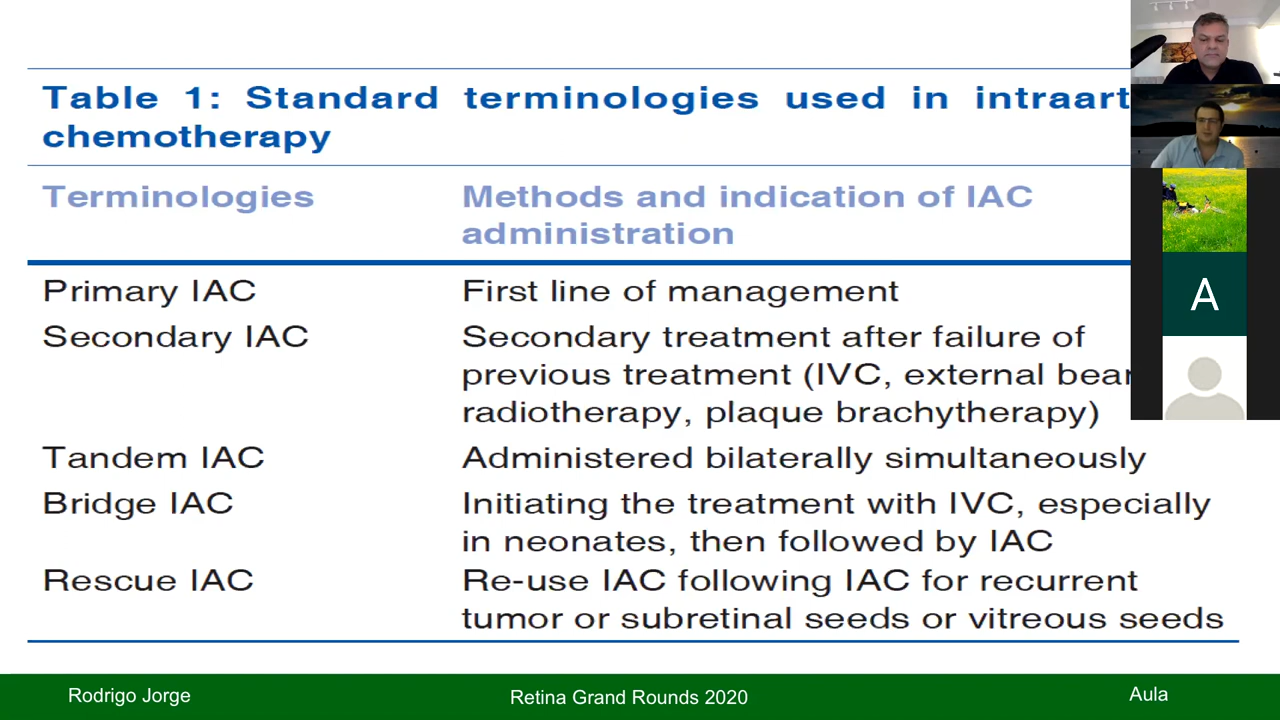 Table 1: Standard terminologies used in
chemotherapy
Terminologies
Methods and indication of IAC
administration
Primary IAC
First line of management
Secondary IAC
Secondary treatment after failure of
previous treatment (IVC, external
radiotherapy, plaque brachytherapy)
Tandem IAC
Administered bilaterally simultaneously
Bridge IAC
Initiating the treatment with IVC, especially
in neonates, then followed by IAC
Rescue IAC
Re-use IAC following IAC for recurrent
tumor or subretinal seeds or vitreous seeds
A
Rodrigo Jorge
Retina Grand Rounds 2020
Aula